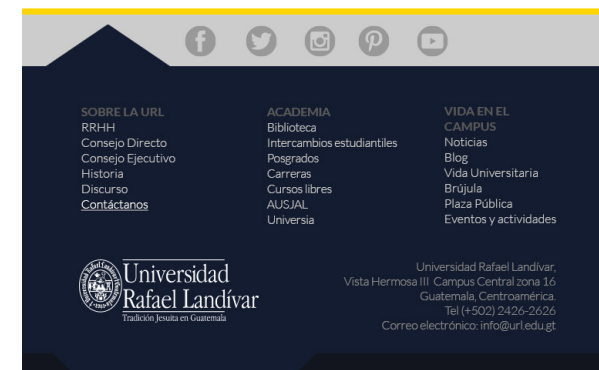 SOBRE LA URL
RRHH
Consejo Directo
Consejo Ejecutivo
Historia
Discurso
Contáctanos
ACADEMIA
Biblioteca
Intercambios estudiantiles
Posgrados
Carreras
Cursos libres
AUSJAL
Universia
VIDA EN EL
CAMPUS
Noticias
Blog
Vida Universitaria
Brújula
Plaza Pública
Eventos y actividades
Universidad
Rafael Landívar
Tradición Jesuita en Guatemala
Universidad Rafael Landívar,
Vista Hermosa III Campus Central zona 16
Guatemala, Centroamérica.
Tel (+502) 2426-2626
Correo electrónico: info@url.edu.gt